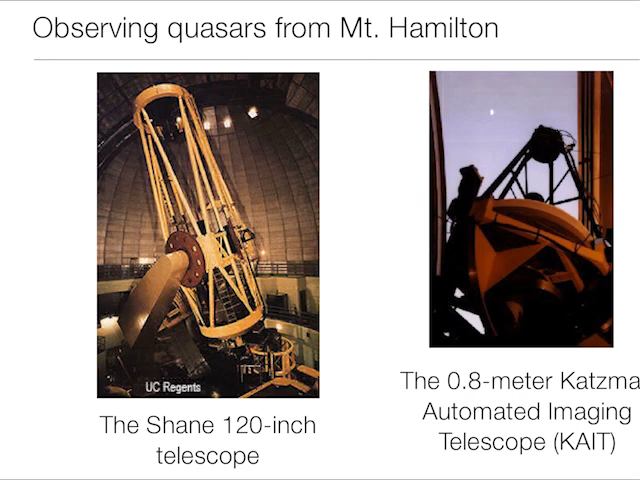 Observing quasars from Mt. Hamilton
UC Regents
The Shane 120-inch
telescope
The 0.8-meter Katzma
Automated Imaging
Telescope (KAIT)